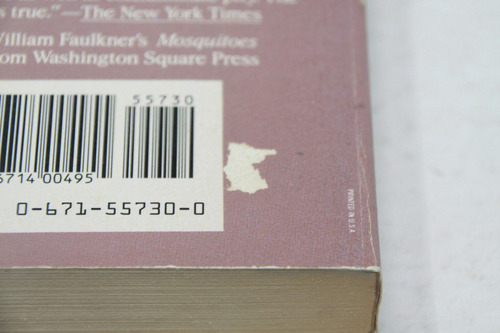 s true.”—The New York Times
William Faulkner's Mosquitoes
om Washington Square Press
55730
6714 00495
0-671-55730-0
PRINTED IN U.S.A.